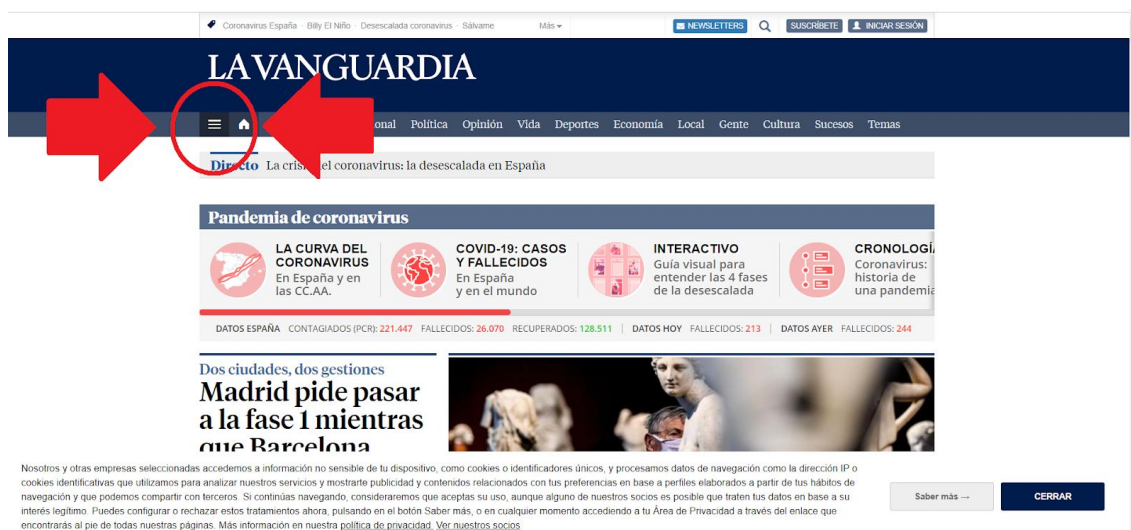 Coronavirus España · Billy El Niño · Desescalada coronavirus · Sálvame Más NEWSLETTERS SUSCRÍBETE INICIAR SESIÓN
LA VANGUARDIA
Política Opinión Vida Deportes Economía Local Gente Cultura Sucesos Temas
Directo La crisis del coronavirus: la desescalada en España
Pandemia de coronavirus
LA CURVA DEL
CORONAVIRUS
En España y en
las CC.AA.
COVID-19: CASOS
Y FALLECIDOS
En España
y en el mundo
INTERACTIVO
Guía visual para
entender las 4 fases
de la desescalada
CRONOLOGÍA
Coronavirus:
historia de
una pandemia
DATOS ESPAÑA CONTAGIADOS (PCR): 221.447 FALLECIDOS: 26.070 RECUPERADOS: 128.511 | DATOS HOY FALLECIDOS: 213 | DATOS AYER FALLECIDOS: 244
Dos ciudades, dos gestiones
Madrid pide pasar
a la fase 1 mientras
que Barcelona
Nosotros y otras empresas seleccionadas accedemos a información no sensible de tu dispositivo, como cookies o identificadores únicos, y procesamos datos de navegación como la dirección IP o
cookies identificativas que utilizamos para analizar nuestros servicios y mostrarte publicidad y contenidos relacionados con tus preferencias en base a perfiles elaborados a partir de tus hábitos de
navegación y que podemos compartir con terceros. Si continúas navegando, consideraremos que aceptas su uso, aunque alguno de nuestros socios es posible que traten tus datos en base a su
interés legítimo. Puedes configurar o rechazar estos tratamientos ahora, pulsando en el botón Saber más, o en cualquier momento accediendo a tu Área de Privacidad a través del enlace que
encontrarás al pie de todas nuestras páginas. Más información en nuestra política de privacidad. Ver nuestros socios
Saber más →
CERRAR